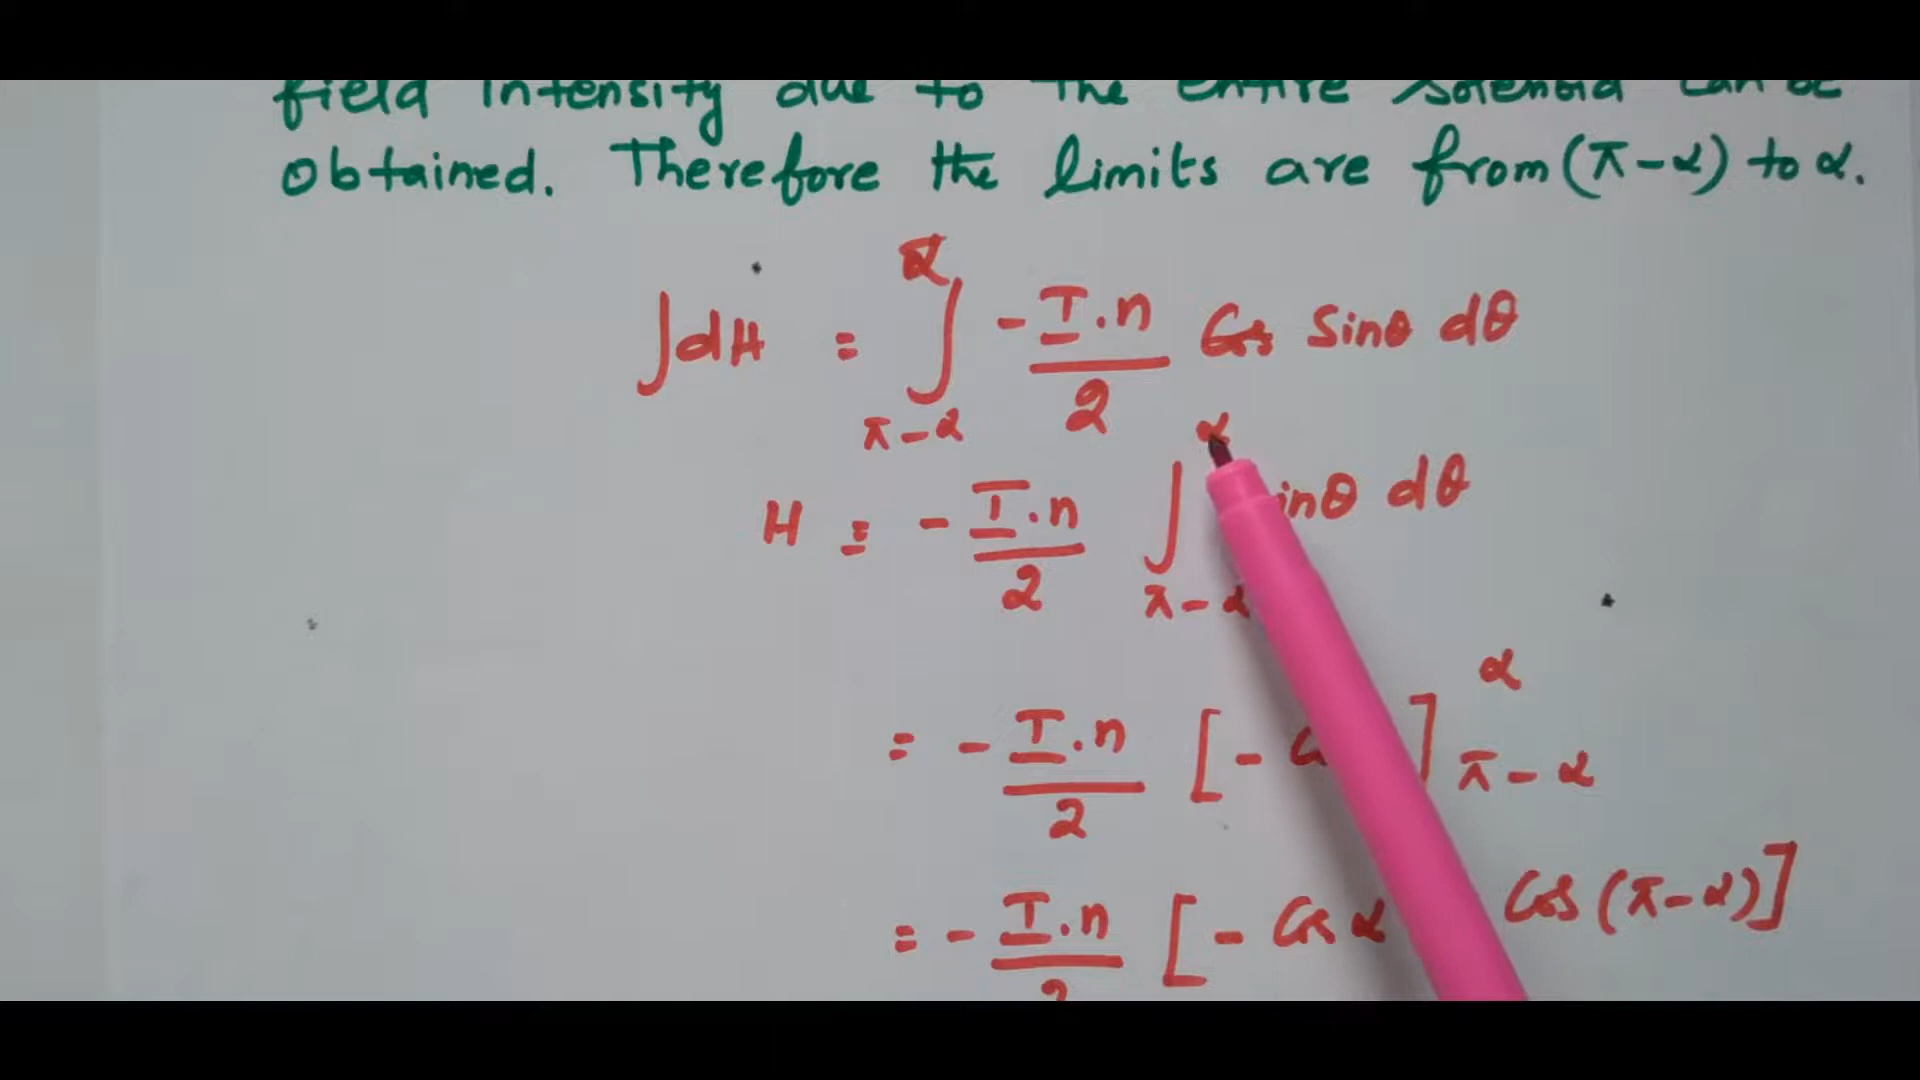 field intensity due to the entire solenoid can be
obtained. Therefore the limits are from (π-α) to α.
∫dH = ∫_{π-α}^{α} -I.n/2 Cos Sinθ dθ
H = -I.n/2 ∫_{π-α}^{α} inθ dθ
= -I.n/2 [- ]_{π-α}^{α}
= -I.n/2 [- Cos α Cos (π-α)]